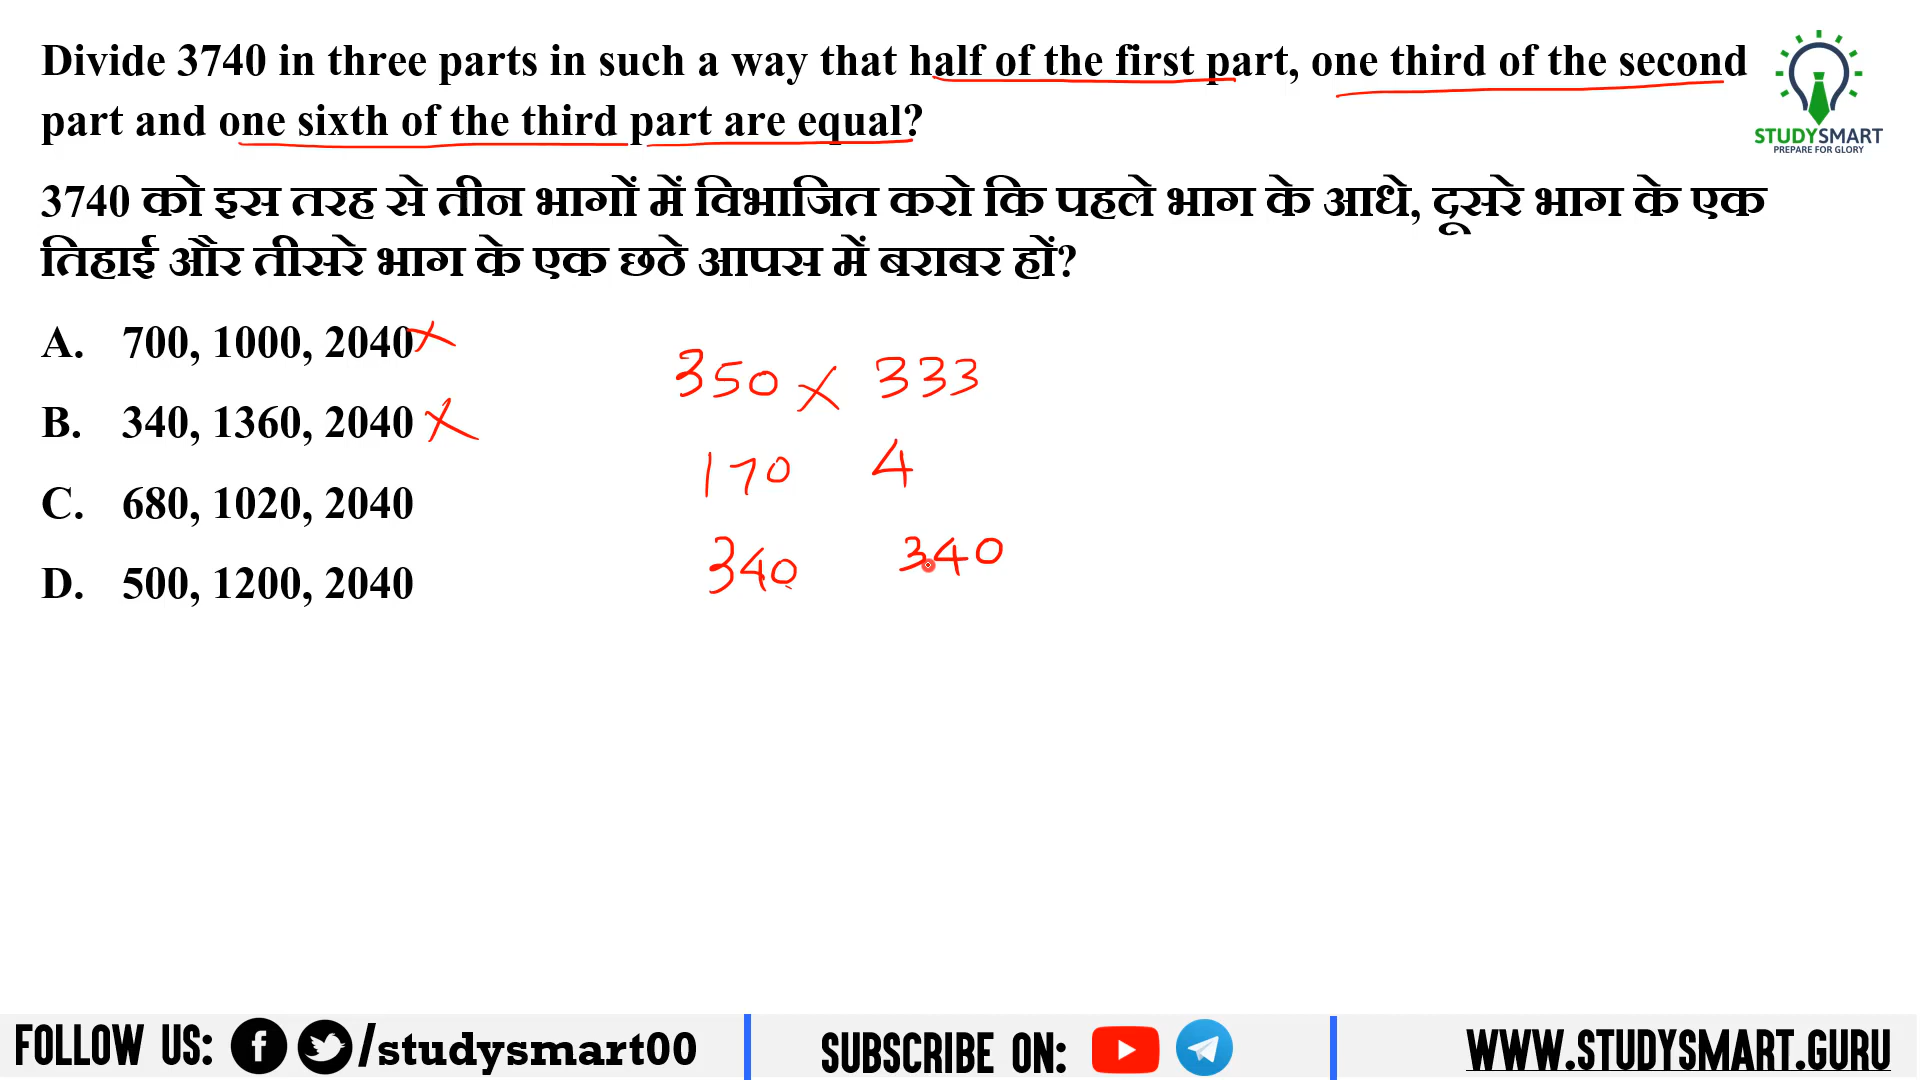 Divide 3740 in three parts in such a way that half of the first part, one third of the second
part and one sixth of the third part are equal?
STUDYSMART
PREPARE FOR GLORY
3740 को इस तरह से तीन भागों में विभाजित करो कि पहले भाग के आधे, दूसरे भाग के एक
तिहाई और तीसरे भाग के एक छठे आपस में बराबर हों?
A. 700, 1000, 2040
B. 340, 1360, 2040
C. 680, 1020, 2040
D. 500, 1200, 2040
350 × 333
170 4
340 340
FOLLOW US: /studysmart00
SUBSCRIBE ON:
WWW.STUDYSMART.GURU